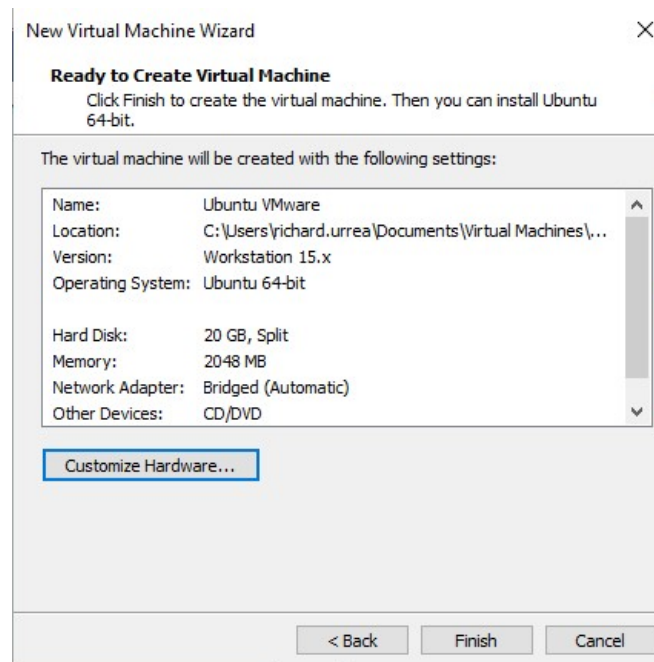 New Virtual Machine Wizard
Ready to Create Virtual Machine
Click Finish to create the virtual machine. Then you can install Ubuntu
64-bit.
The virtual machine will be created with the following settings:
Name: Ubuntu VMware
Location: C:\Users\richard.urrea\Documents\Virtual Machines\...
Version: Workstation 15.x
Operating System: Ubuntu 64-bit
Hard Disk: 20 GB, Split
Memory: 2048 MB
Network Adapter: Bridged (Automatic)
Other Devices: CD/DVD
Customize Hardware...
< Back Finish Cancel